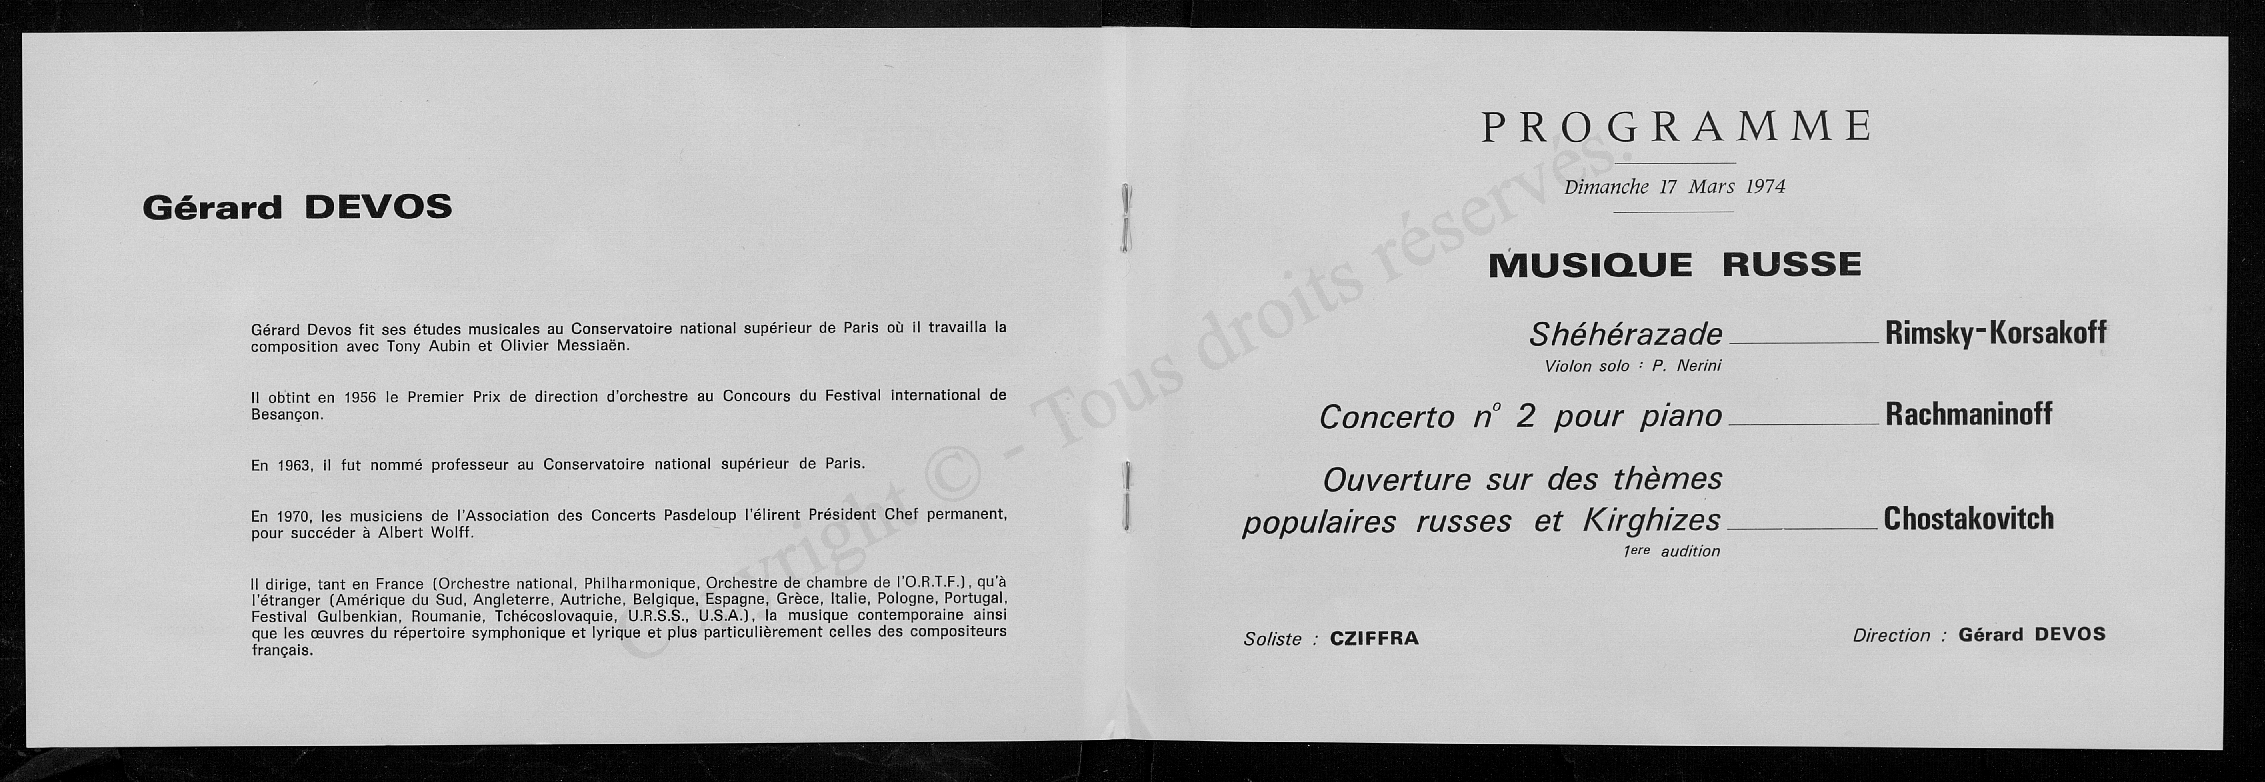 Gérard DEVOS
Gérard Devos fit ses études musicales au Conservatoire national supérieur de Paris où il travailla la
composition avec Tony Aubin et Olivier Messiaën.
Il obtint en 1956 le Premier Prix de direction d'orchestre au Concours du Festival international de
Besançon.
En 1963, il fut nommé professeur au Conservatoire national supérieur de Paris.
En 1970, les musiciens de l'Association des Concerts Pasdeloup l'élirent Président Chef permanent,
pour succéder à Albert Wolff.
Il dirige, tant en France (Orchestre national, Philharmonique, Orchestre de chambre de l'O.R.T.F.), qu'à
l'étranger (Amérique du Sud, Angleterre, Autriche, Belgique, Espagne, Grèce, Italie, Pologne, Portugal,
Festival Gulbenkian, Roumanie, Tchécoslovaquie, U.R.S.S., U.S.A.), la musique contemporaine ainsi
que les œuvres du répertoire symphonique et lyrique et plus particulièrement celles des compositeurs
français.
PROGRAMME
Dimanche 17 Mars 1974
MUSIQUE RUSSE
Shéhérazade Rimsky-Korsakoff
Violon solo : P. Nerini
Concerto n° 2 pour piano Rachmaninoff
Ouverture sur des thèmes
populaires russes et Kirghizes Chostakovitch
1ere audition
Soliste : CZIFFRA Direction : Gérard DEVOS
Copyright © - Tous droits réservés.